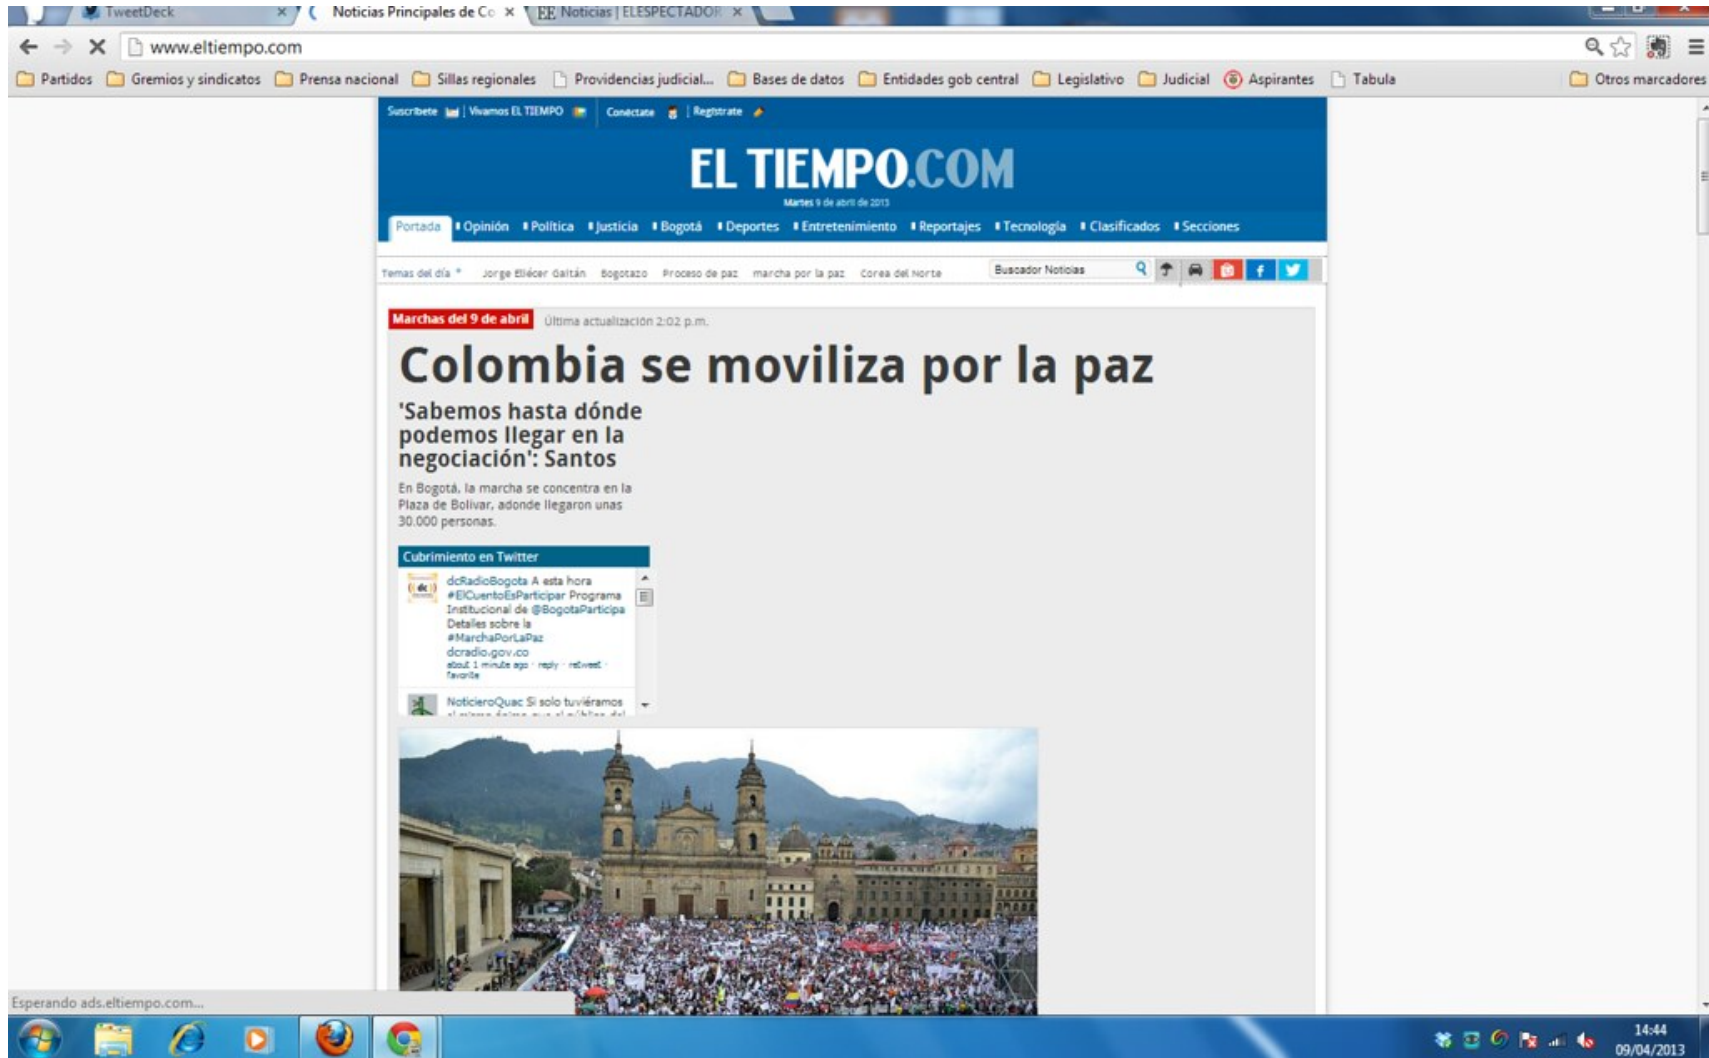 TweetDeck
Noticias Principales de Co
EE Noticias | ELESPECTADOR
www.eltiempo.com
Partidos Gremios y sindicatos Prensa nacional Sillas regionales Providencias judicial... Bases de datos Entidades gob central Legislativo Judicial Aspirantes Tabula Otros marcadores
Suscríbete | Vivamos EL TIEMPO Conéctate | Regístrate
EL TIEMPO.COM
Martes 9 de abril de 2013
Portada Opinión Política Justicia Bogotá Deportes Entretenimiento Reportajes Tecnología Clasificados Secciones
Temas del día Jorge Eliécer Gaitán Bogotazo Proceso de paz marcha por la paz Corea del Norte Buscador Noticias
Marchas del 9 de abril Última actualización 2:02 p.m.
Colombia se moviliza por la paz
'Sabemos hasta dónde
podemos llegar en la
negociación': Santos
En Bogotá, la marcha se concentra en la
Plaza de Bolívar, adonde llegaron unas
30.000 personas.
Cubrimiento en Twitter
dcRadioBogota A esta hora
#ElCuentoEsParticipar Programa
Institucional de @BogotaParticipa
Detalles sobre la
#MarchaPorLaPaz
dcradio.gov.co
about 1 minute ago · reply · retweet ·
favorite
NoticieroQuac Si solo tuviéramos
Esperando ads.eltiempo.com...
14:44
09/04/2013